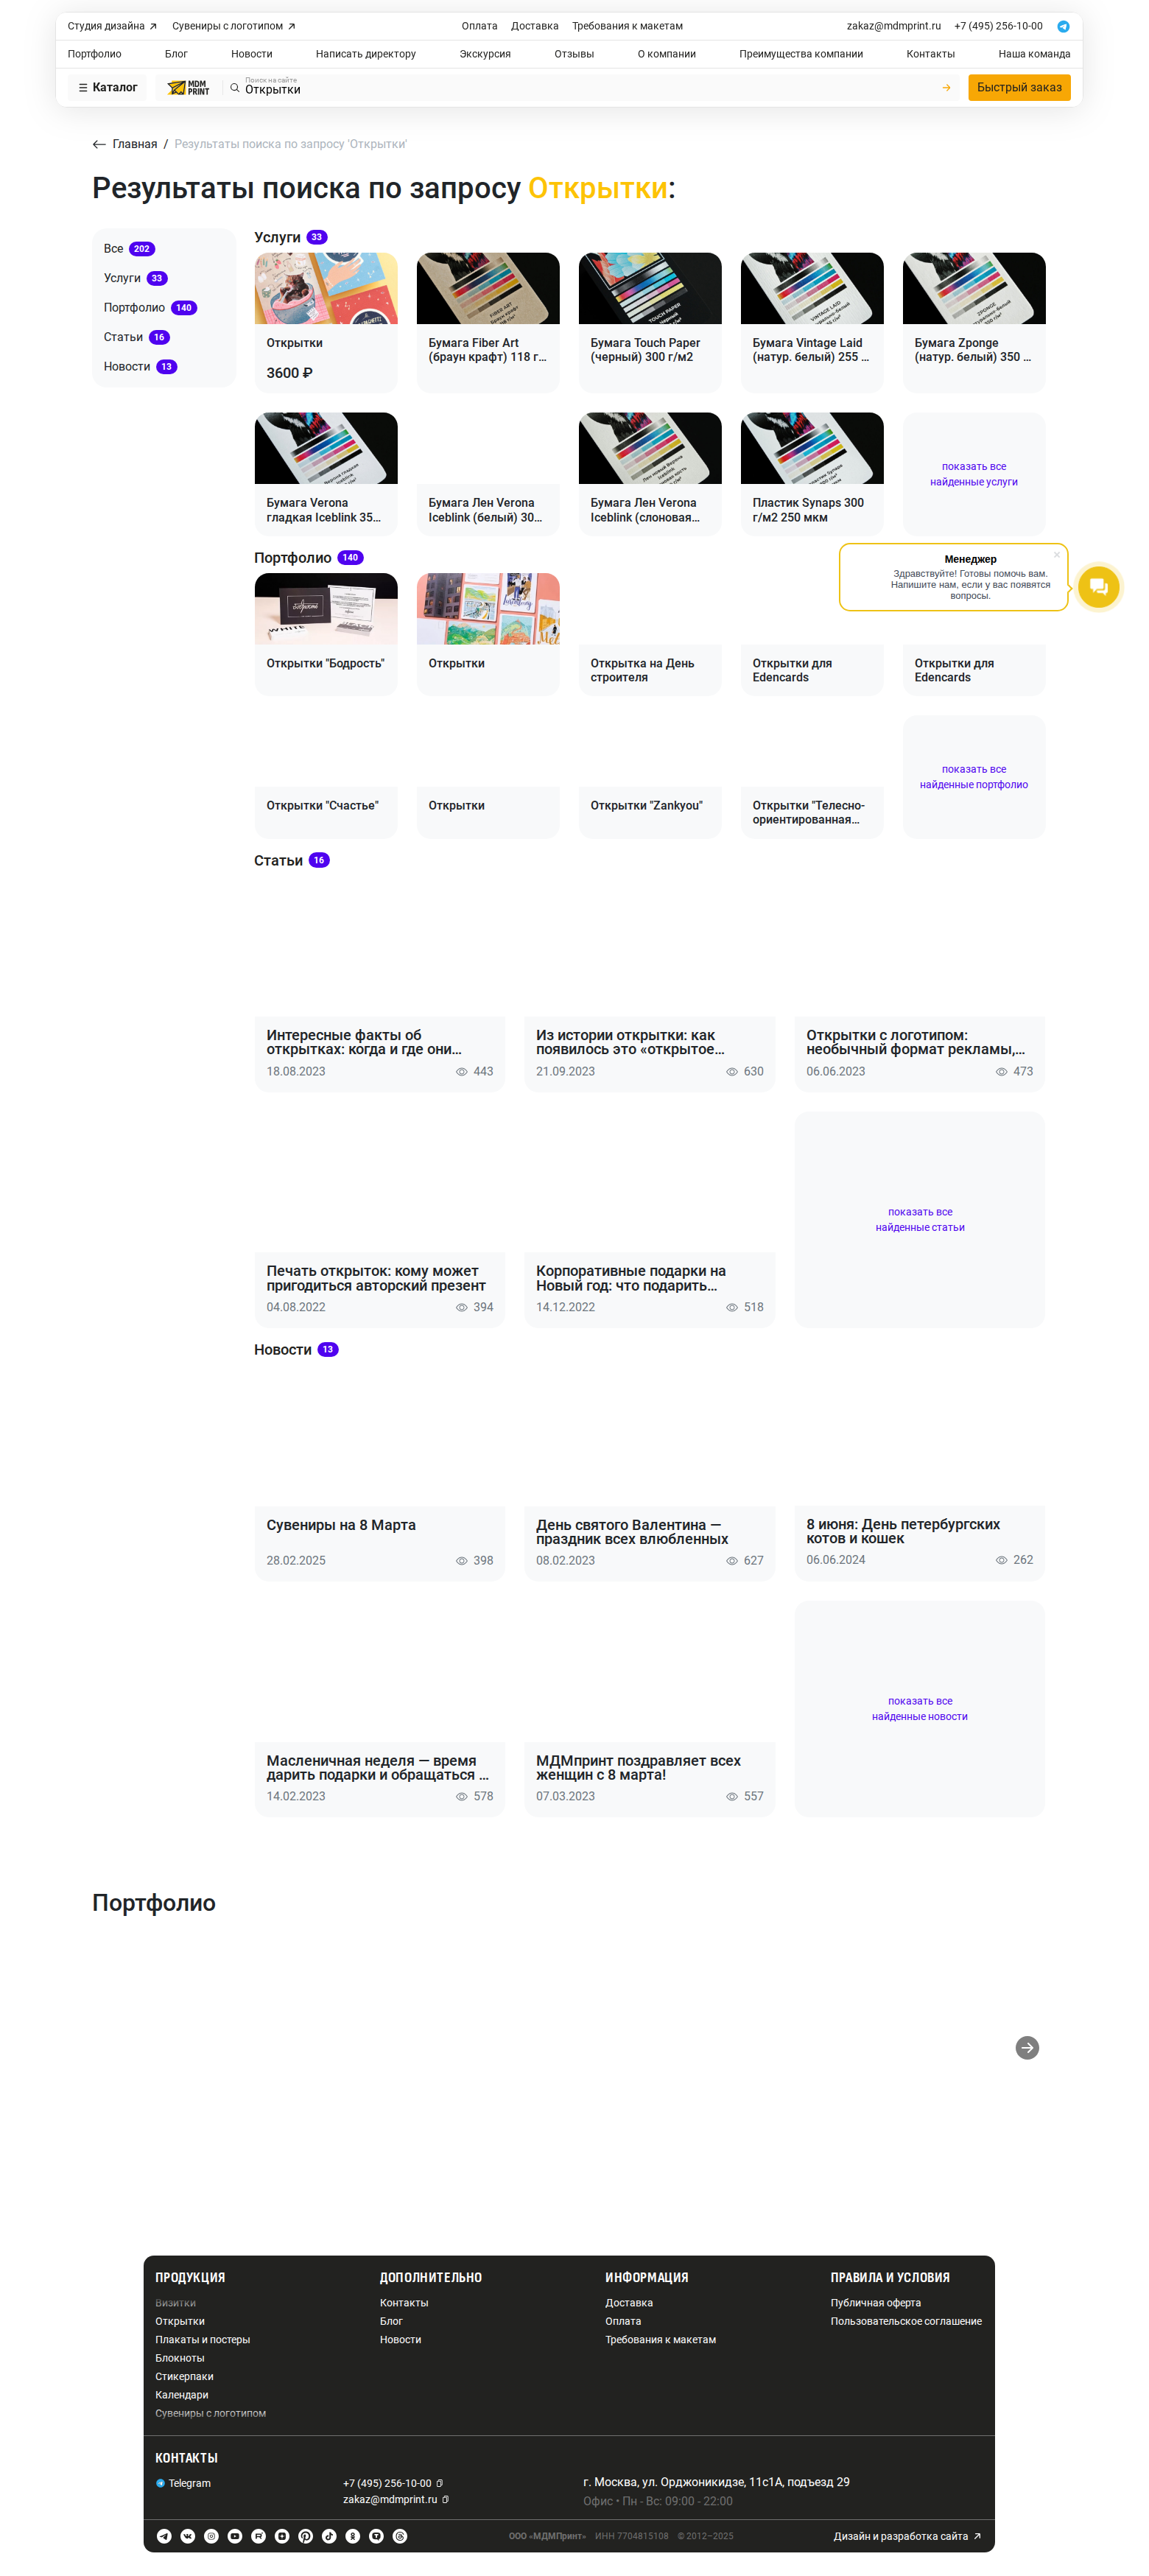 Студия дизайна
Сувениры с логотипом
Оплата
Доставка
Требования к макетам
zakaz@mdmprint.ru
+7 (495) 256-10-00
Портфолио
Блог
Новости
Написать директору
Экскурсия
Отзывы
О компании
Преимущества компании
Контакты
Наша команда
Каталог
MDM
PRINT
Поиск на сайте
Открытки
Быстрый заказ
Главная / Результаты поиска по запросу 'Открытки'
Результаты поиска по запросу Открытки:
Все 202
Услуги 33
Портфолио 140
Статьи 16
Новости 13
Услуги 33
Открытки
3600 ₽
Бумага Fiber Art
(браун крафт) 118 г...
Бумага Touch Paper
(черный) 300 г/м2
Бумага Vintage Laid
(натур. белый) 255 ...
Бумага Zponge
(натур. белый) 350 ...
Бумага Verona
гладкая Iceblink 35...
Бумага Лен Verona
Iceblink (белый) 30...
Бумага Лен Verona
Iceblink (слоновая...
Пластик Synaps 300
г/м2 250 мкм
показать все
найденные услуги
Портфолио 140
Менеджер
Здравствуйте! Готовы помочь вам.
Напишите нам, если у вас появятся
вопросы.
Открытки "Бодрость"
Открытки
Открытка на День
строителя
Открытки для
Edencards
Открытки для
Edencards
Открытки "Счастье"
Открытки
Открытки "Zankyou"
Открытки "Телесно-
ориентированная...
показать все
найденные портфолио
Статьи 16
Интересные факты об
открытках: когда и где они...
18.08.2023
443
Из истории открытки: как
появилось это «открытое...
21.09.2023
630
Открытки с логотипом:
необычный формат рекламы,...
06.06.2023
473
Печать открыток: кому может
пригодиться авторский презент
04.08.2022
394
Корпоративные подарки на
Новый год: что подарить...
14.12.2022
518
показать все
найденные статьи
Новости 13
Сувениры на 8 Марта
28.02.2025
398
День святого Валентина —
праздник всех влюбленных
08.02.2023
627
8 июня: День петербургских
котов и кошек
06.06.2024
262
Масленичная неделя — время
дарить подарки и обращаться ...
14.02.2023
578
МДМпринт поздравляет всех
женщин с 8 марта!
07.03.2023
557
показать все
найденные новости
Портфолио
ПРОДУКЦИЯ
Визитки
Открытки
Плакаты и постеры
Блокноты
Стикерпаки
Календари
Сувениры с логотипом
ДОПОЛНИТЕЛЬНО
Контакты
Блог
Новости
ИНФОРМАЦИЯ
Доставка
Оплата
Требования к макетам
ПРАВИЛА И УСЛОВИЯ
Публичная оферта
Пользовательское соглашение
КОНТАКТЫ
Telegram
+7 (495) 256-10-00
zakaz@mdmprint.ru
г. Москва, ул. Орджоникидзе, 11с1А, подъезд 29
Офис • Пн - Вс: 09:00 - 22:00
ООО «МДМПринт» ИНН 7704815108 © 2012–2025
Дизайн и разработка сайта